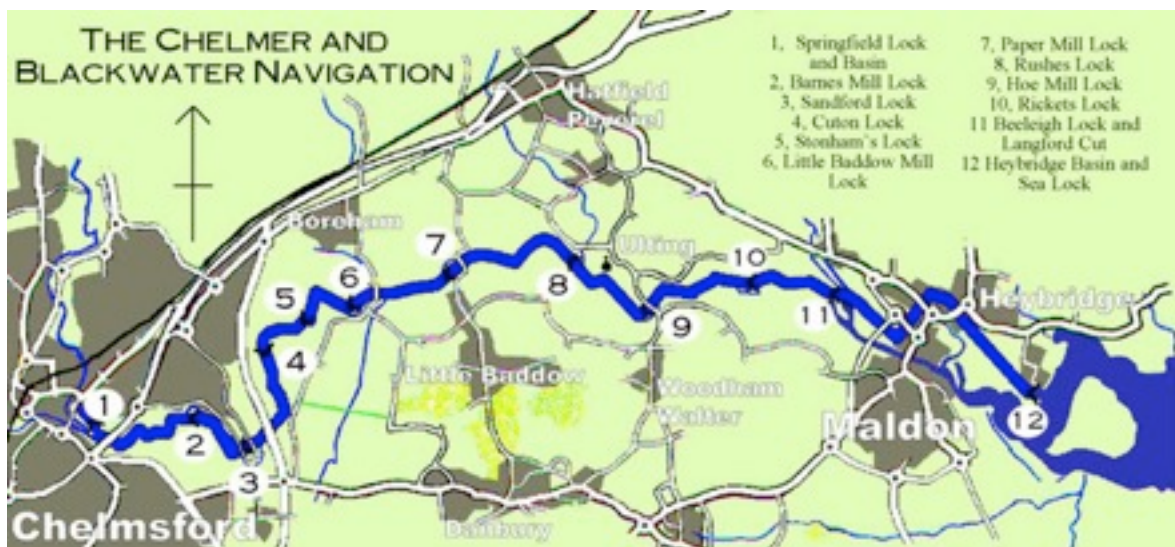 THE CHELMER AND
BLACKWATER NAVIGATION
1, Springfield Lock
and Basin
2, Barnes Mill Lock
3, Sandford Lock
4, Cuton Lock
5, Stonham`s Lock
6, Little Baddow Mill
Lock
7, Paper Mill Lock
8, Rushes Lock
9, Hoe Mill Lock
10, Rickets Lock
11 Beeleigh Lock and
Langford Cut
12 Heybridge Basin and
Sea Lock
Hatfield
Peverel
Boreham
7
Ulting
10
6
5
8
Heybridge
11
9
4
Little Baddow
Woodham
Walter
1
12
2
Maldon
3
Chelmsford
Danbury